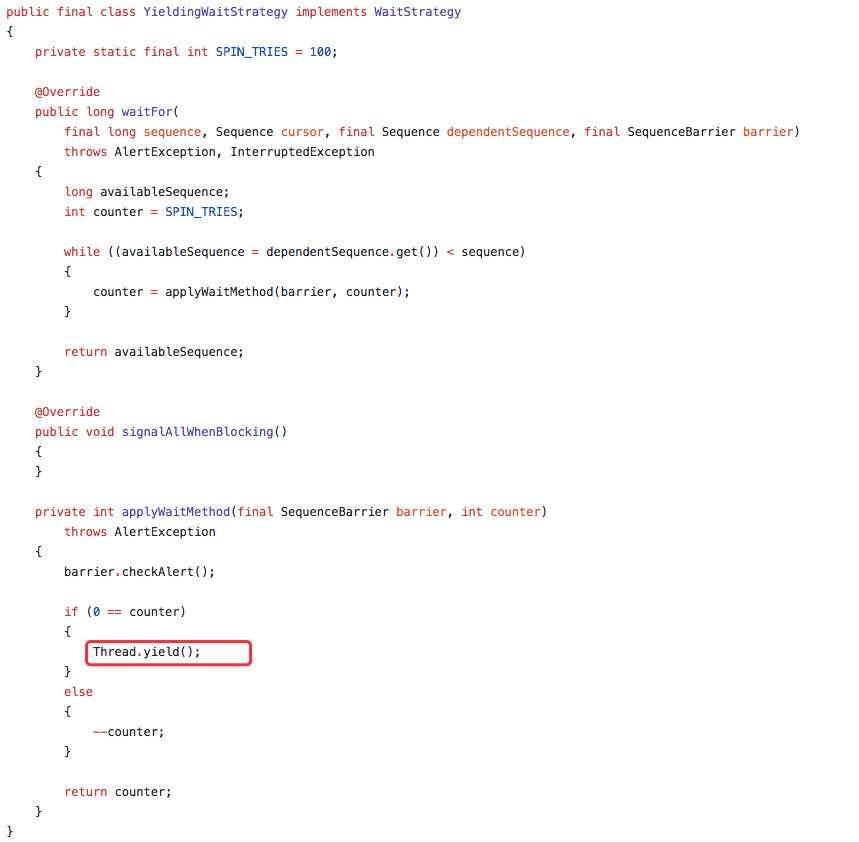 public final class YieldingWaitStrategy implements WaitStrategy
{
    private static final int SPIN_TRIES = 100;

    @Override
    public long waitFor(
        final long sequence, Sequence cursor, final Sequence dependentSequence, final SequenceBarrier barrier)
        throws AlertException, InterruptedException
    {
        long availableSequence;
        int counter = SPIN_TRIES;

        while ((availableSequence = dependentSequence.get()) < sequence)
        {
            counter = applyWaitMethod(barrier, counter);
        }

        return availableSequence;
    }

    @Override
    public void signalAllWhenBlocking()
    {
    }

    private int applyWaitMethod(final SequenceBarrier barrier, int counter)
        throws AlertException
    {
        barrier.checkAlert();

        if (0 == counter)
        {
            Thread.yield();
        }
        else
        {
            --counter;
        }

        return counter;
    }
}